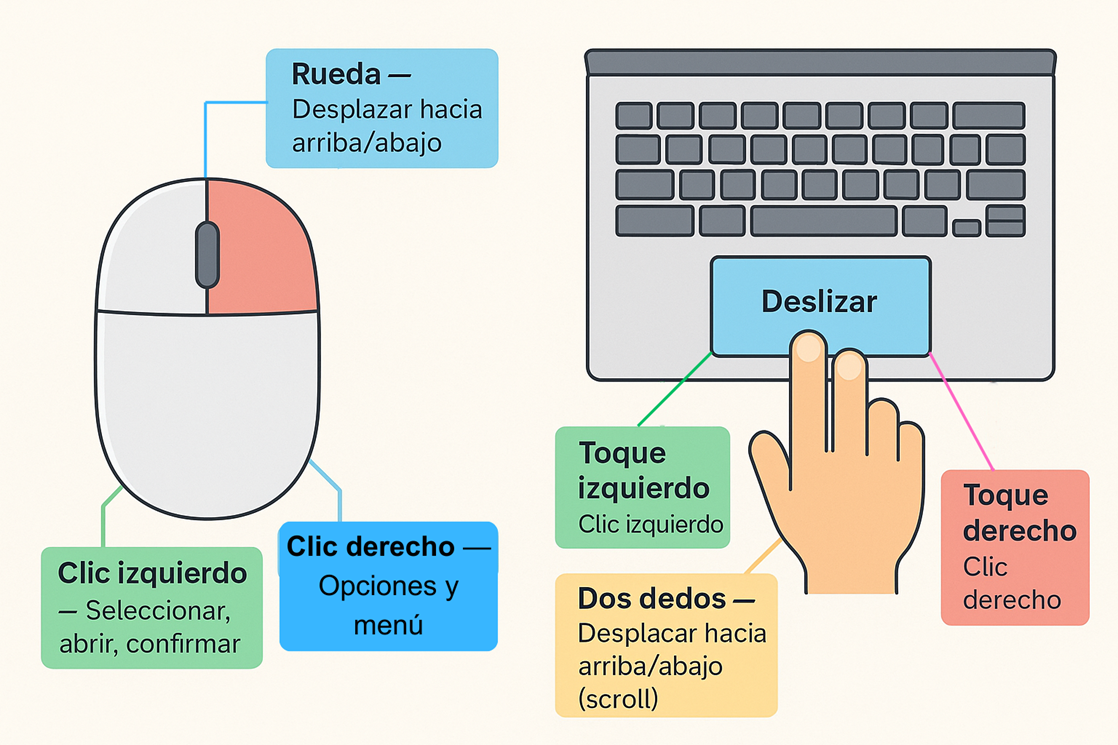 Rueda —
Desplazar hacia
arriba/abajo
Clic izquierdo
— Seleccionar,
abrir, confirmar
Clic derecho —
Opciones y
menú
Deslizar
Toque
izquierdo
Clic izquierdo
Dos dedos —
Desplacar hacia
arriba/abajo
(scroll)
Toque
derecho
Clic
derecho